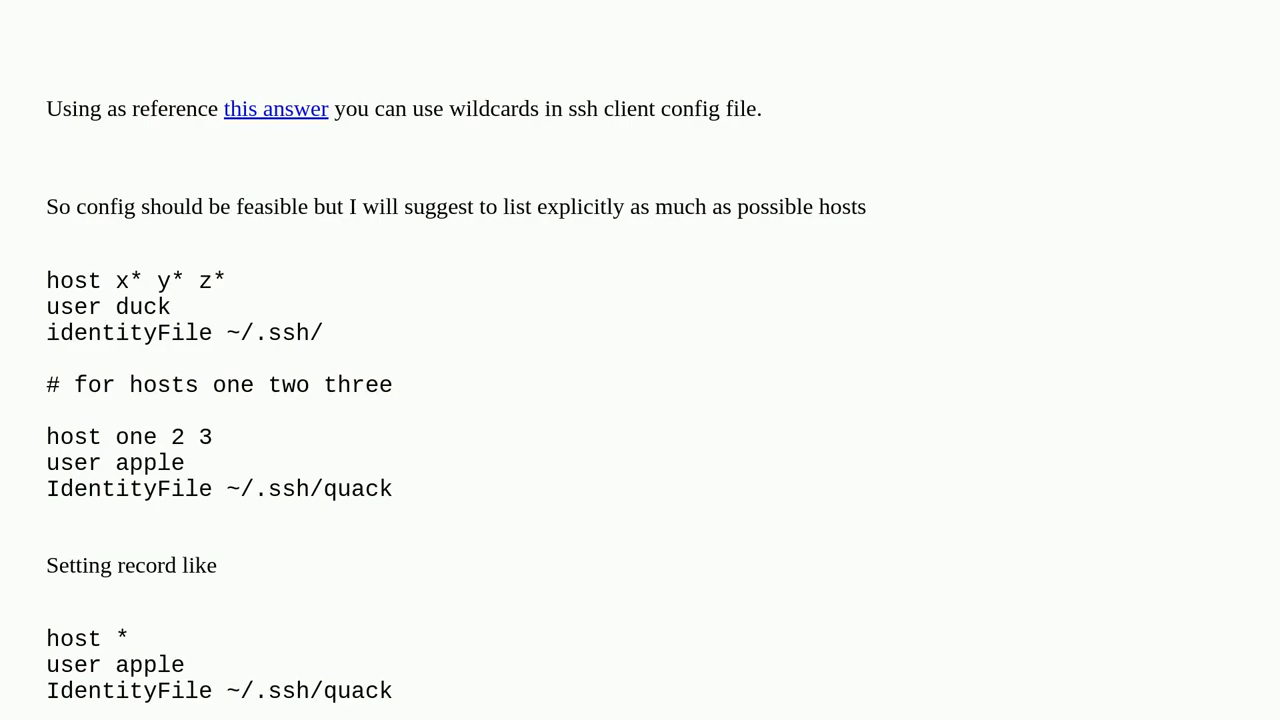 Using as reference this answer you can use wildcards in ssh client config file.
So config should be feasible but I will suggest to list explicitly as much as possible hosts
host x* y* z*
user duck
identityFile ~/.ssh/
# for hosts one two three
host one 2 3
user apple
IdentityFile ~/.ssh/quack
Setting record like
host *
user apple
IdentityFile ~/.ssh/quack